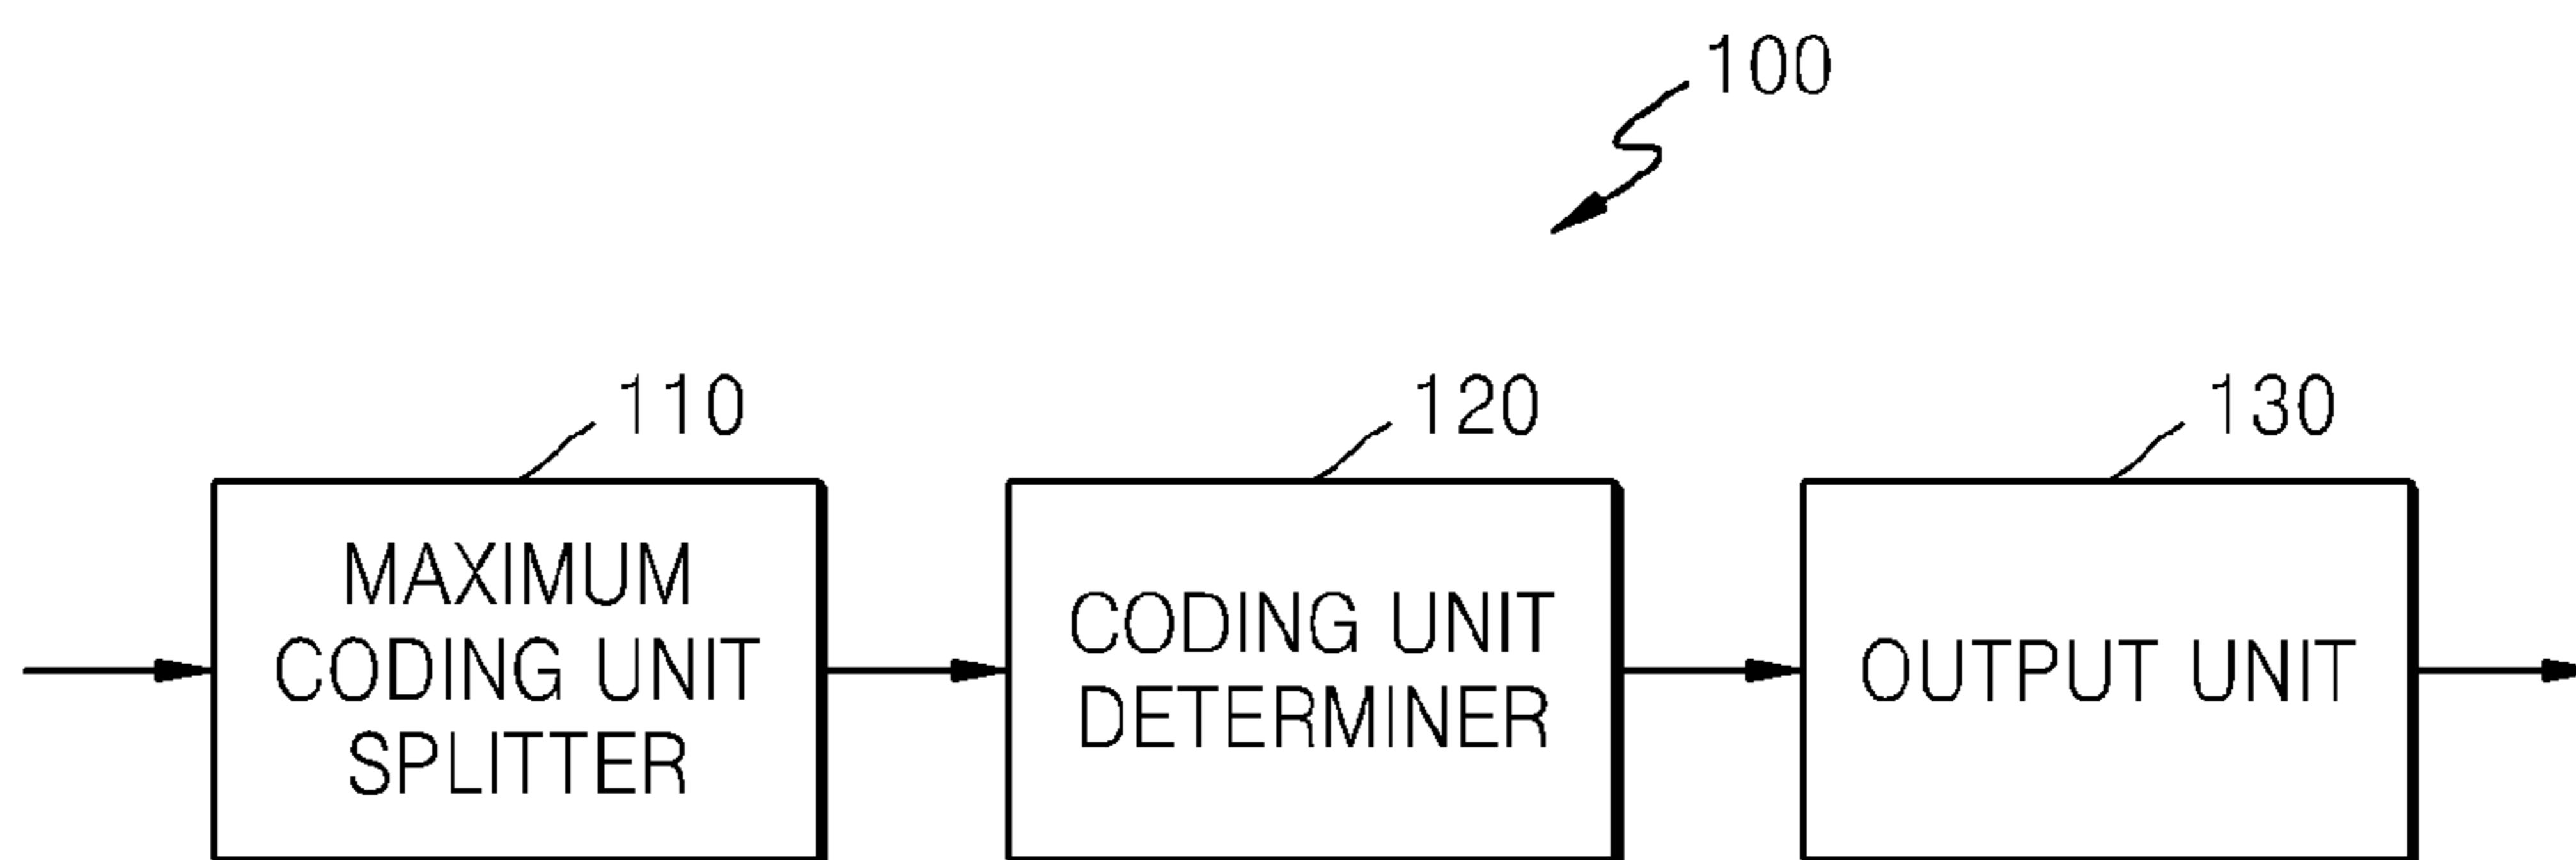 100
110
120
130
MAXIMUM
CODING UNIT
SPLITTER
CODING UNIT
DETERMINER
OUTPUT UNIT